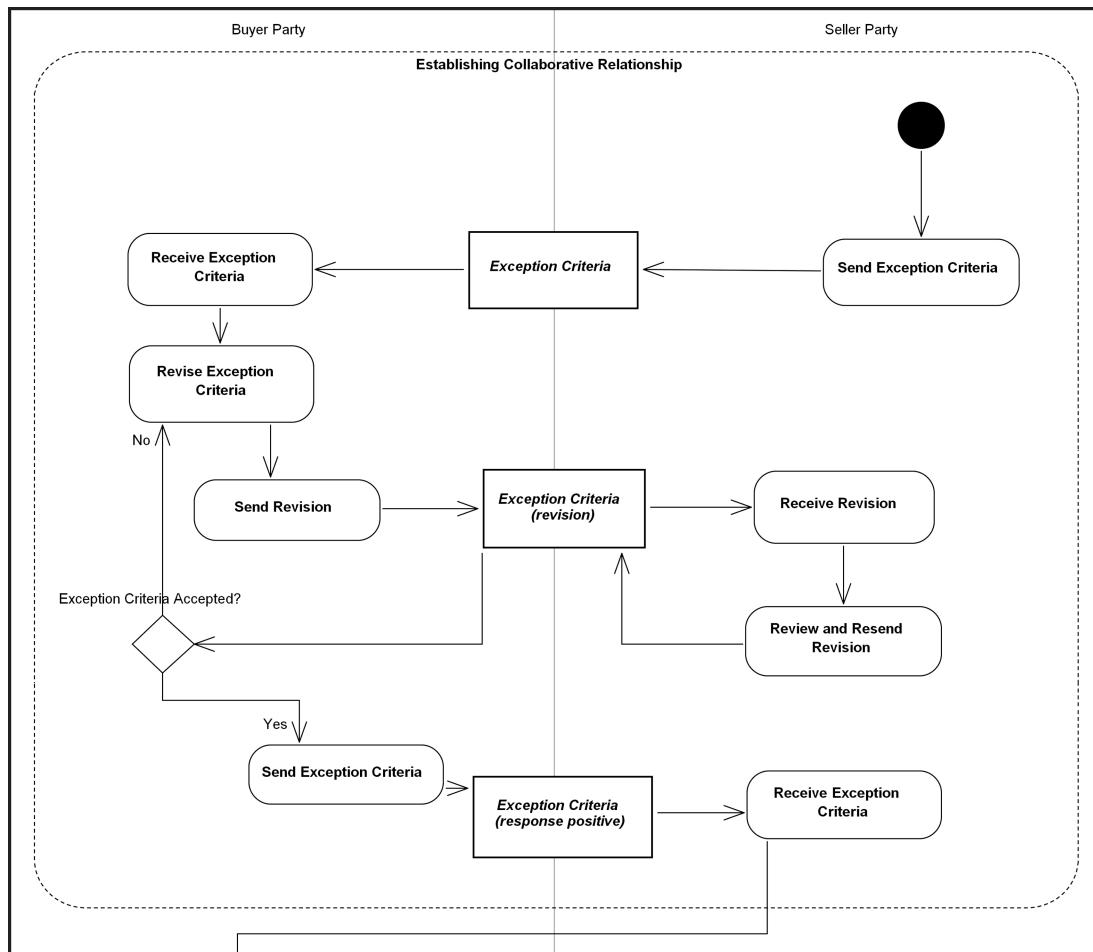 Buyer Party
Seller Party
Establishing Collaborative Relationship
Receive Exception
Criteria
Exception Criteria
Send Exception Criteria
Revise Exception
Criteria
No
Send Revision
Exception Criteria
(revision)
Receive Revision
Exception Criteria Accepted?
Review and Resend
Revision
Yes
Send Exception Criteria
Exception Criteria
(response positive)
Receive Exception
Criteria